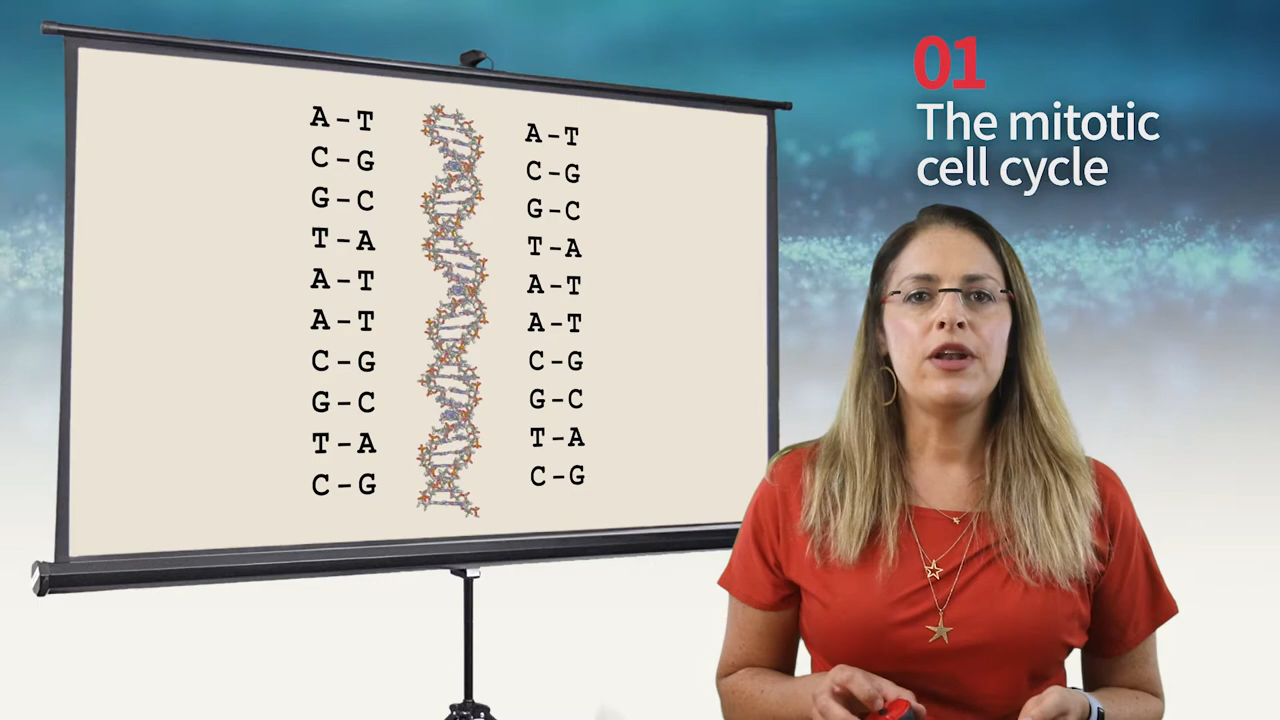 01
The mitotic
cell cycle
A-T
C-G
G-C
T-A
A-T
A-T
C-G
G-C
T-A
C-G
A-T
C-G
G-C
T-A
A-T
A-T
C-G
G-C
T-A
C-G